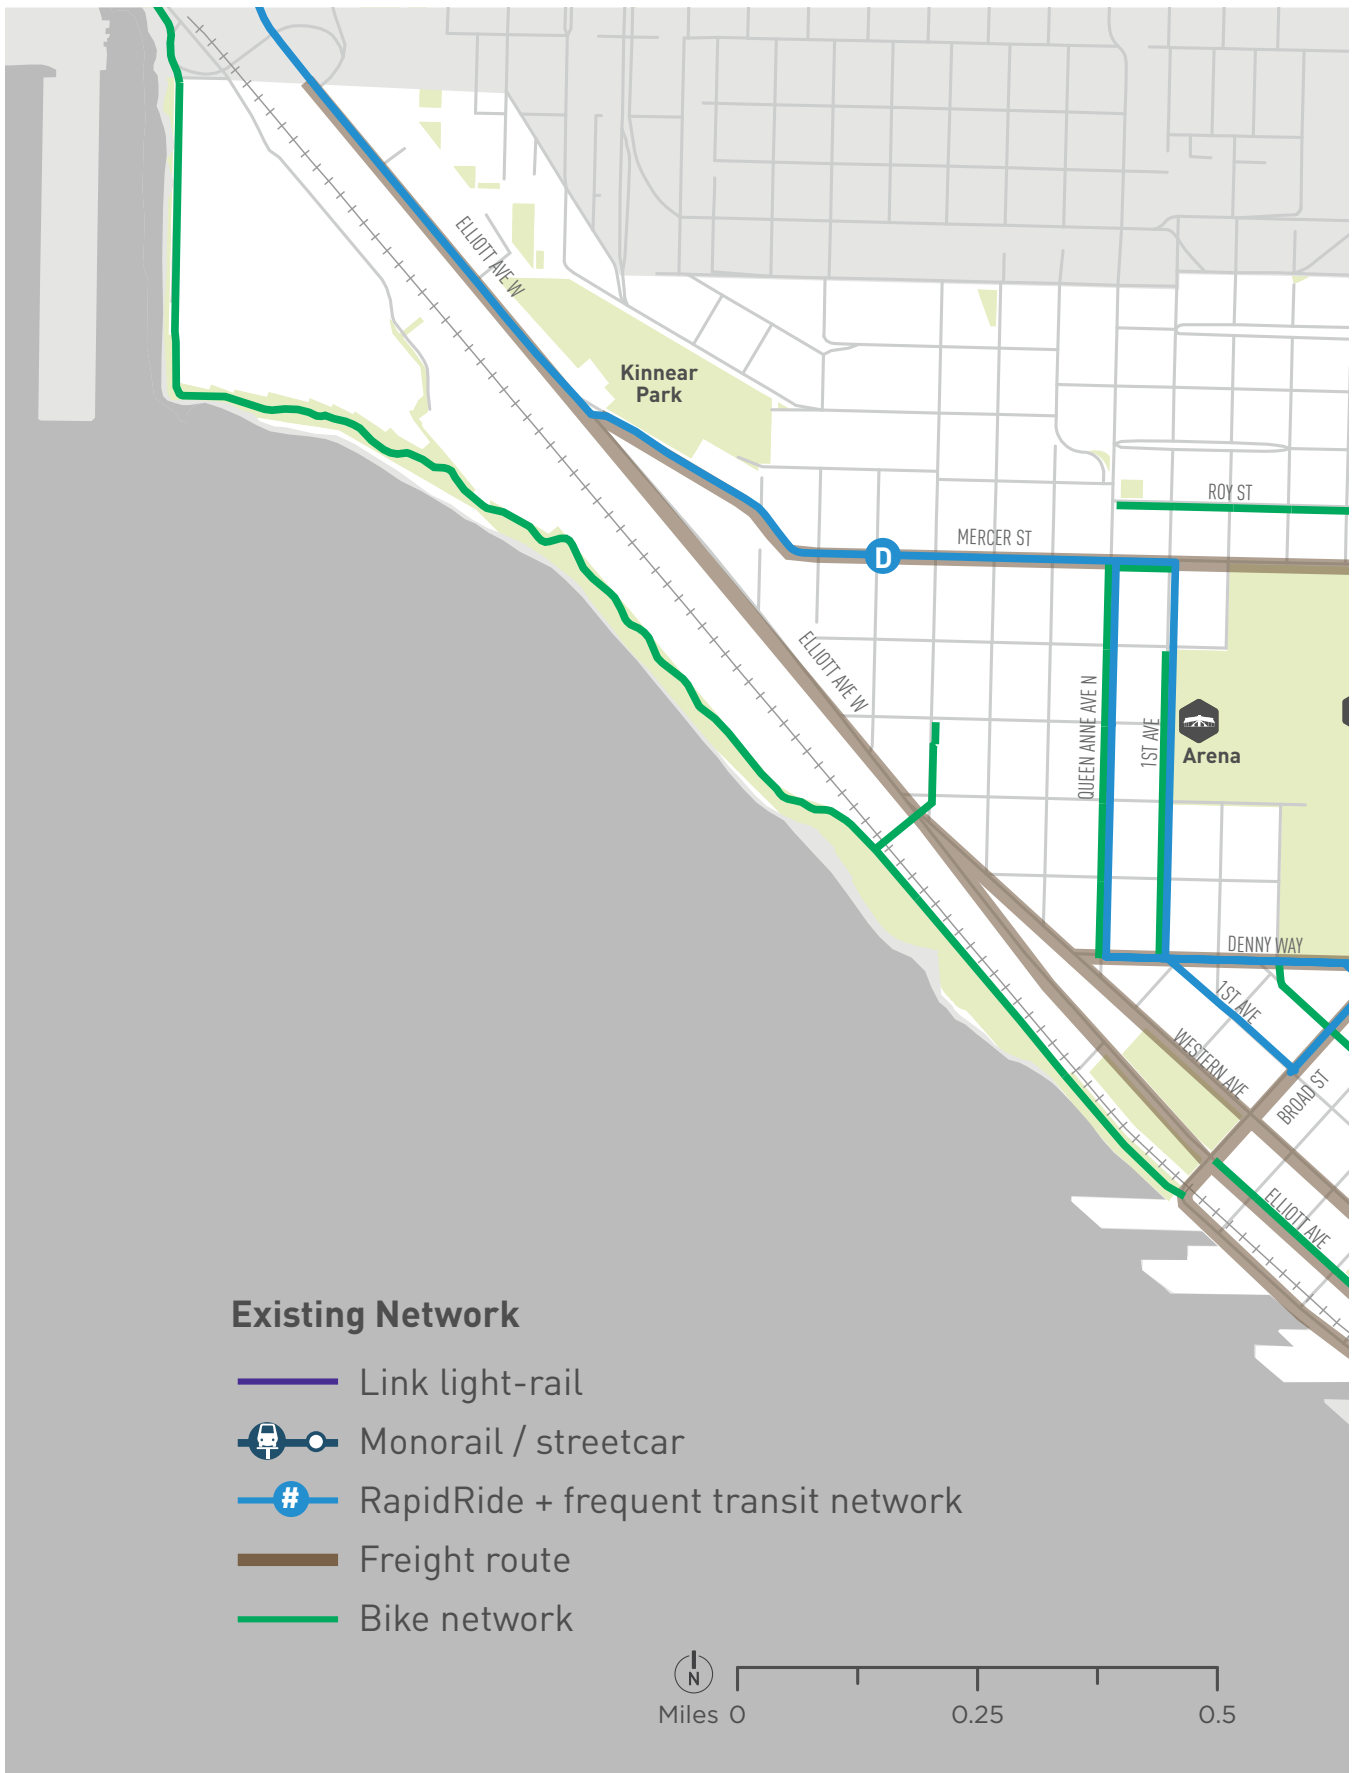 ELLIOTT AVE W
Kinnear
Park
ROY ST
MERCER ST
D
ELLIOTT AVE W
QUEEN ANNE AVE N
1ST AVE
Arena
DENNY WAY
1ST AVE
WESTERN AVE
BROAD ST
ELLIOTT AVE
Existing Network
Link light-rail
Monorail / streetcar
# RapidRide + frequent transit network
Freight route
Bike network
N
Miles 0 0.25 0.5